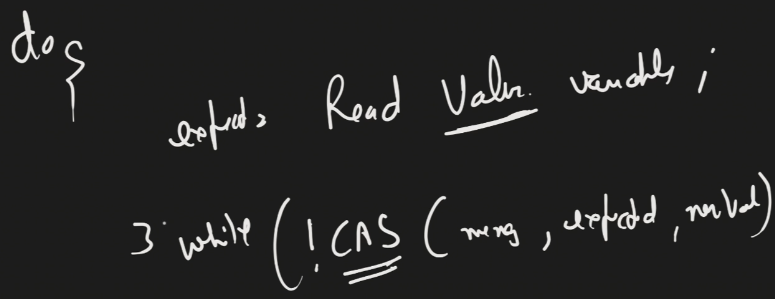 do {
expected = Read Value variable ;
} while ( ! CAS ( mem , expected , newVal )